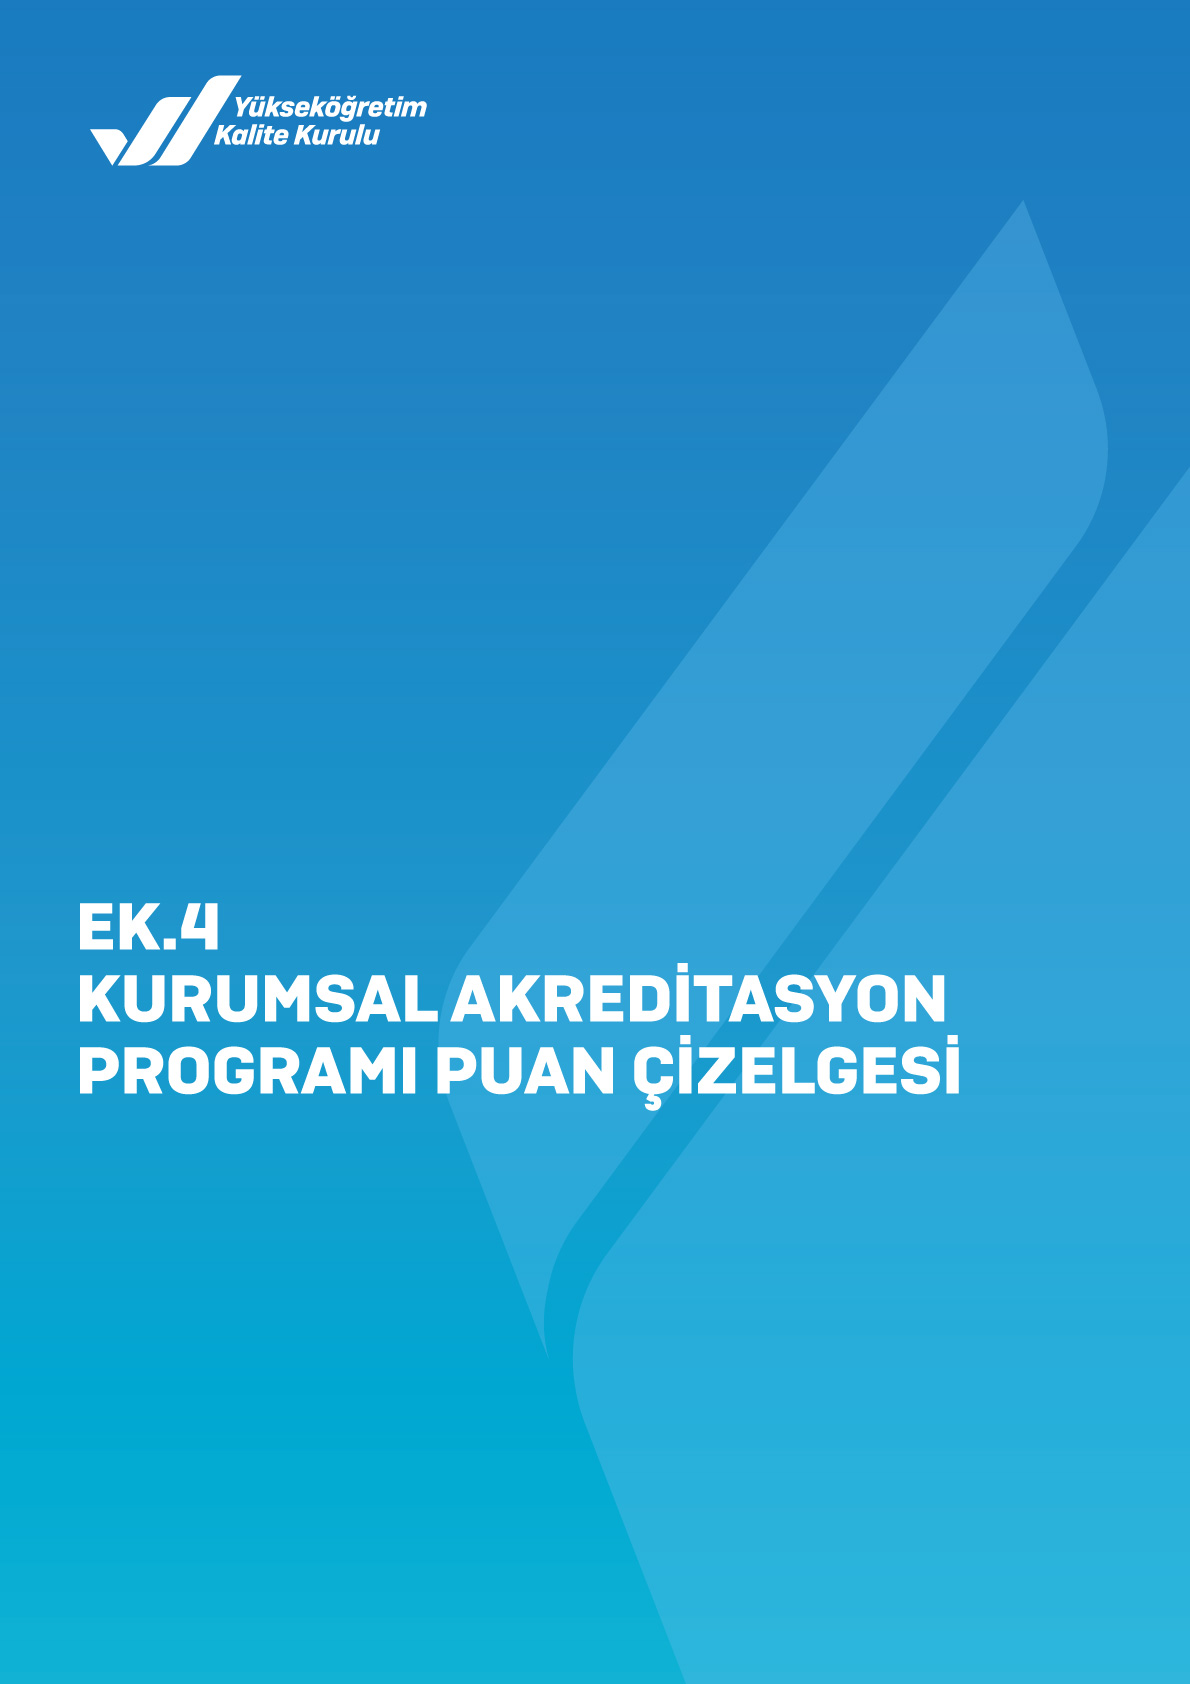 Yükseköğretim
Kalite Kurulu
EK.4
KURUMSAL AKREDİTASYON
PROGRAMI PUAN ÇİZELGESİ